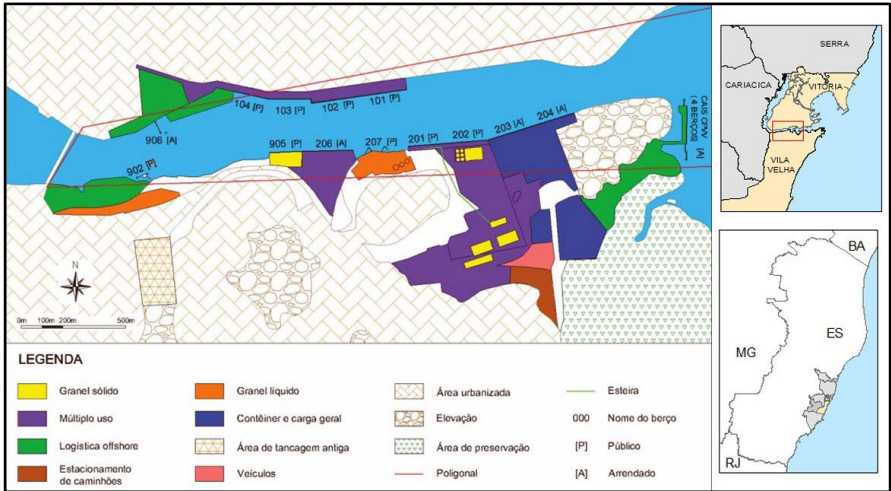 104 [P]
103 [P]
102 [P]
101 [P]
906 [A]
902 [P]
905 [P]
206 [A]
207 [P]
201 [P]
202 [P]
203 [A]
204 [A]
CAIS CPVV
(4 BERÇOS)
[A]
N
0m 100m 200m 500m
SERRA
CARIACICA
VITÓRIA
VILA
VELHA
BA
ES
MG
RJ
LEGENDA
Granel sólido
Granel líquido
Área urbanizada
Esteira
Múltiplo uso
Contêiner e carga geral
Elevação
000 Nome do berço
Logística offshore
Área de tancagem antiga
Área de preservação
[P] Público
Estacionamento
de caminhões
Veículos
Poligonal
[A] Arrendado